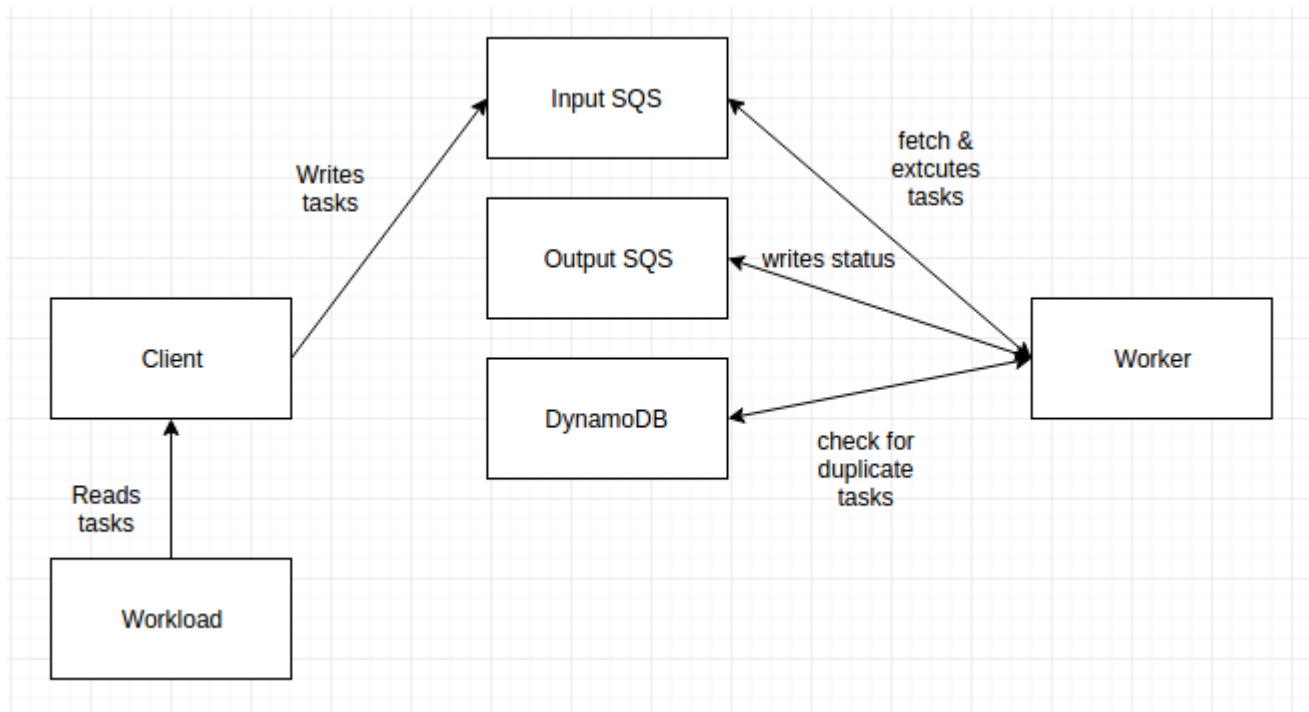 Input SQS
Writes
tasks
fetch &
extcutes
tasks
Output SQS
writes status
Client
DynamoDB
Worker
check for
duplicate
tasks
Reads
tasks
Workload